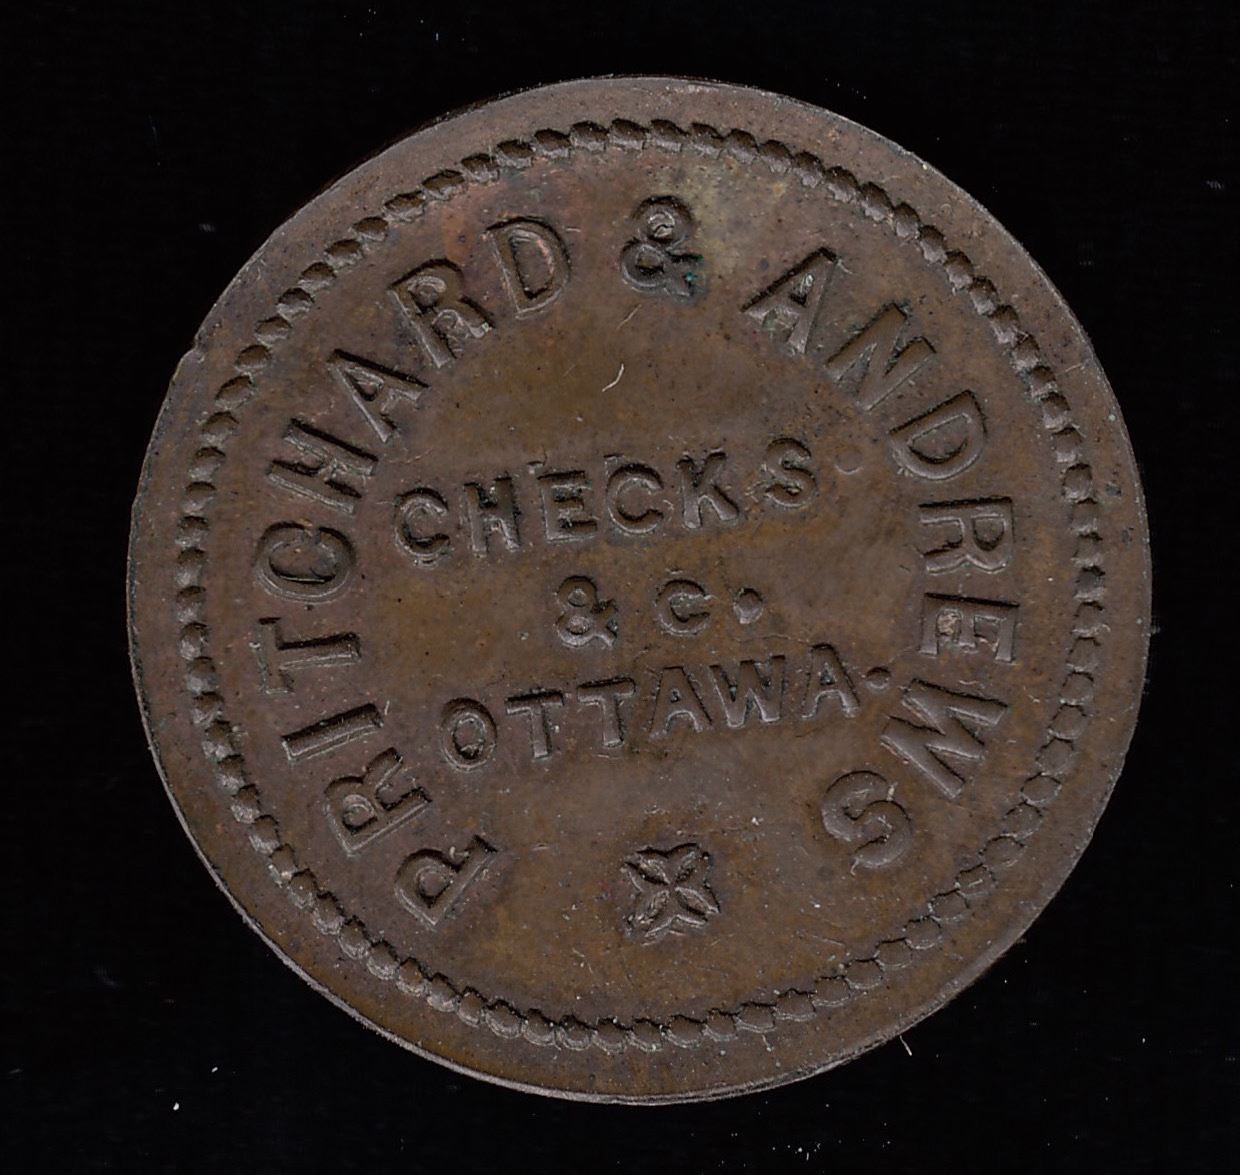 PRITCHARD & ANDREWS
CHECKS.
& C.
OTTAWA.